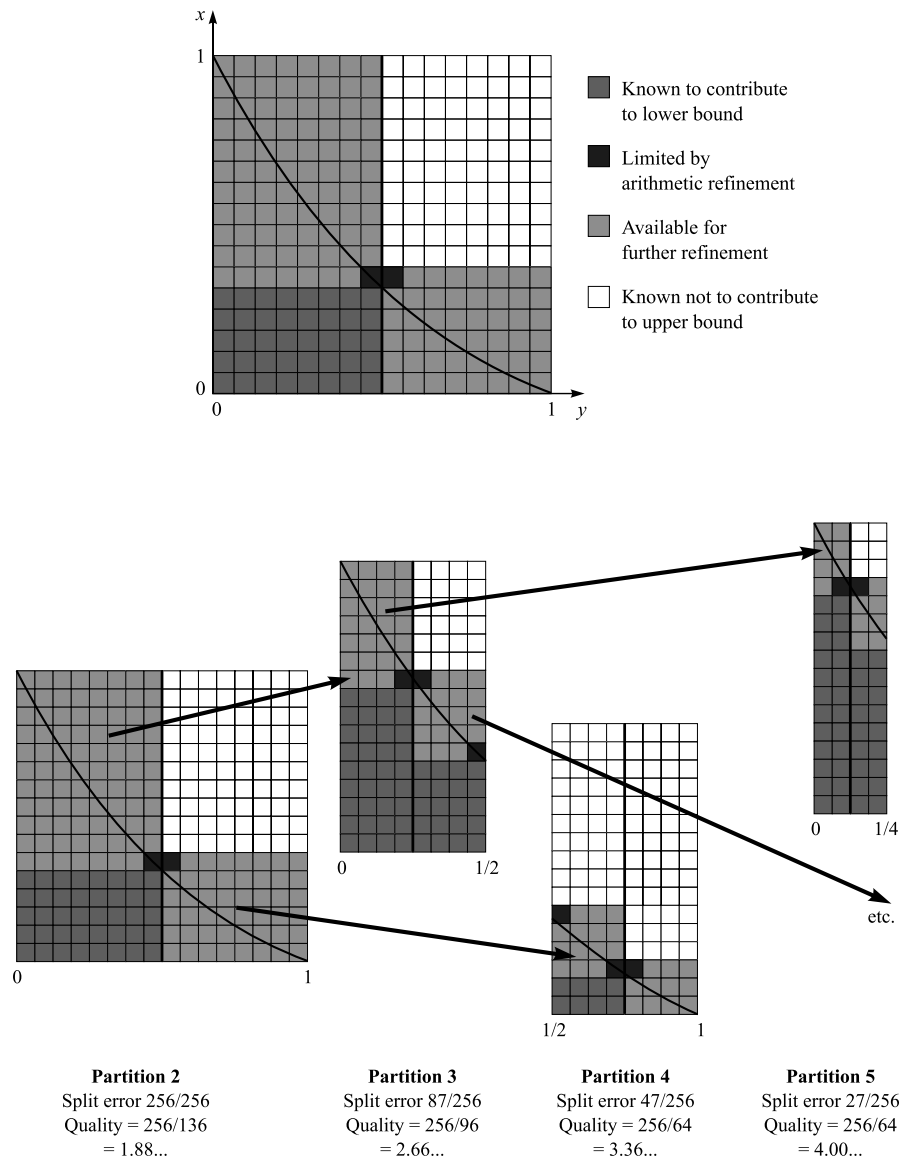 x
1
0
0
1
y
Known to contribute
to lower bound
Limited by
arithmetic refinement
Available for
further refinement
Known not to contribute
to upper bound
0
1
0
1/2
1/2
1
0
1/4
etc.
Partition 2
Split error 256/256
Quality = 256/136
= 1.88...
Partition 3
Split error 87/256
Quality = 256/96
= 2.66...
Partition 4
Split error 47/256
Quality = 256/64
= 3.36...
Partition 5
Split error 27/256
Quality = 256/64
= 4.00...